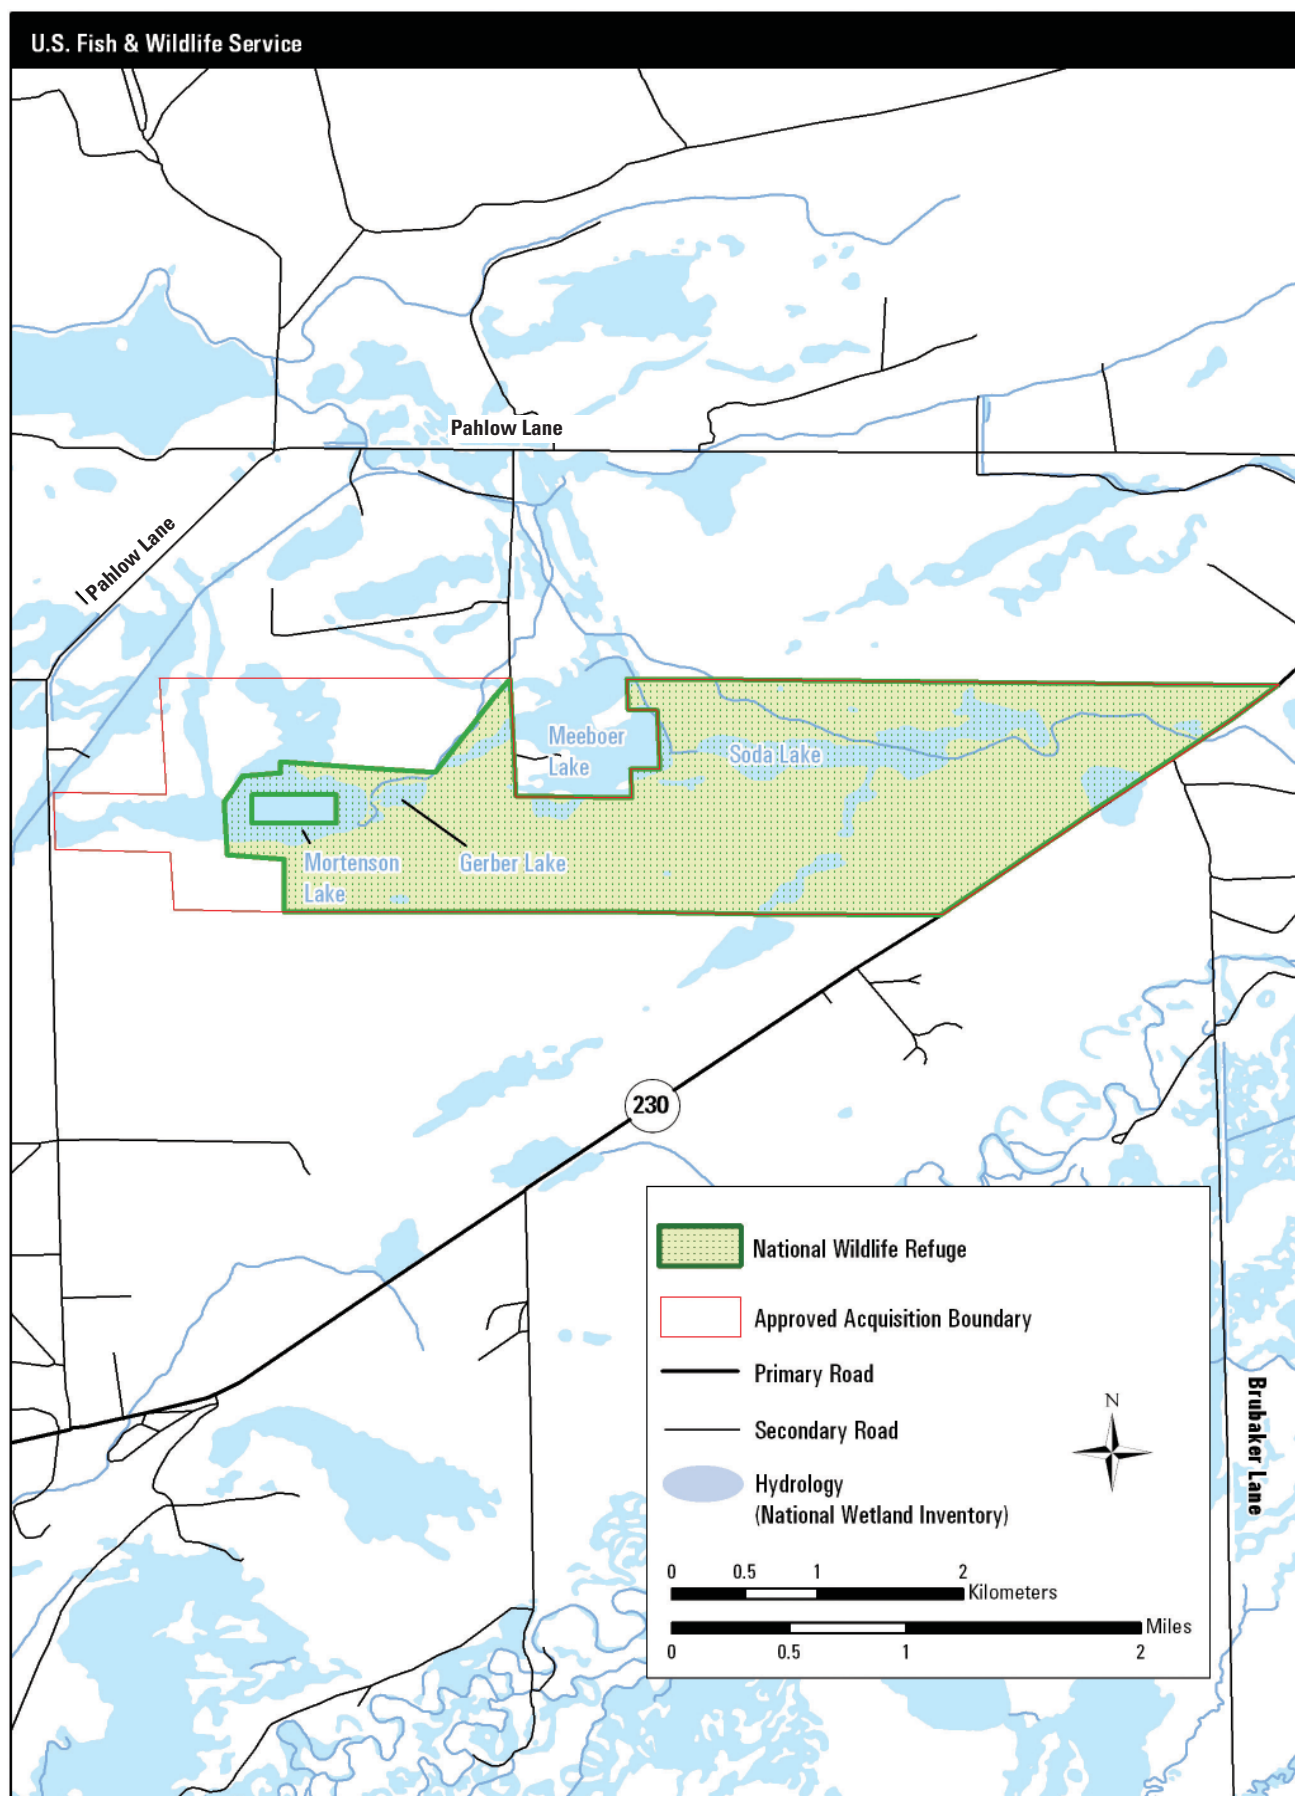 U.S. Fish & Wildlife Service
Pahlow Lane
Pahlow Lane
Meeboer
Lake
Soda Lake
Mortenson
Lake
Gerber Lake
230
National Wildlife Refuge
Approved Acquisition Boundary
Primary Road
Secondary Road
Hydrology
(National Wetland Inventory)
N
0 0.5 1 2
Kilometers
Miles
0 0.5 1 2
Brubaker Lane